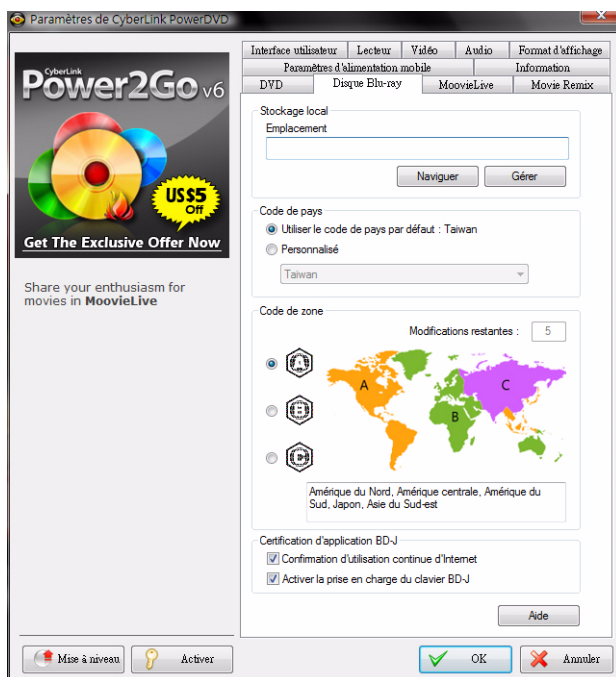 Paramètres de CyberLink PowerDVD
CyberLink
Power2Go v6
US$5
Off
Get The Exclusive Offer Now
Share your enthusiasm for
movies in MoovieLive
Interface utilisateur
Lecteur
Vidéo
Audio
Format d'affichage
Paramètres d'alimentation mobile
Information
DVD
Disque Blu-ray
MoovieLive
Movie Remix
Stockage local
Emplacement
Naviguer
Gérer
Code de pays
Utiliser le code de pays par défaut : Taiwan
Personnalisé
Taiwan
Code de zone
Modifications restantes :
5
A
B
C
Amérique du Nord, Amérique centrale, Amérique du
Sud, Japon, Asie du Sud-est
Certification d'application BD-J
Confirmation d'utilisation continue d'Internet
Activer la prise en charge du clavier BD-J
Aide
Mise à niveau
Activer
OK
Annuler